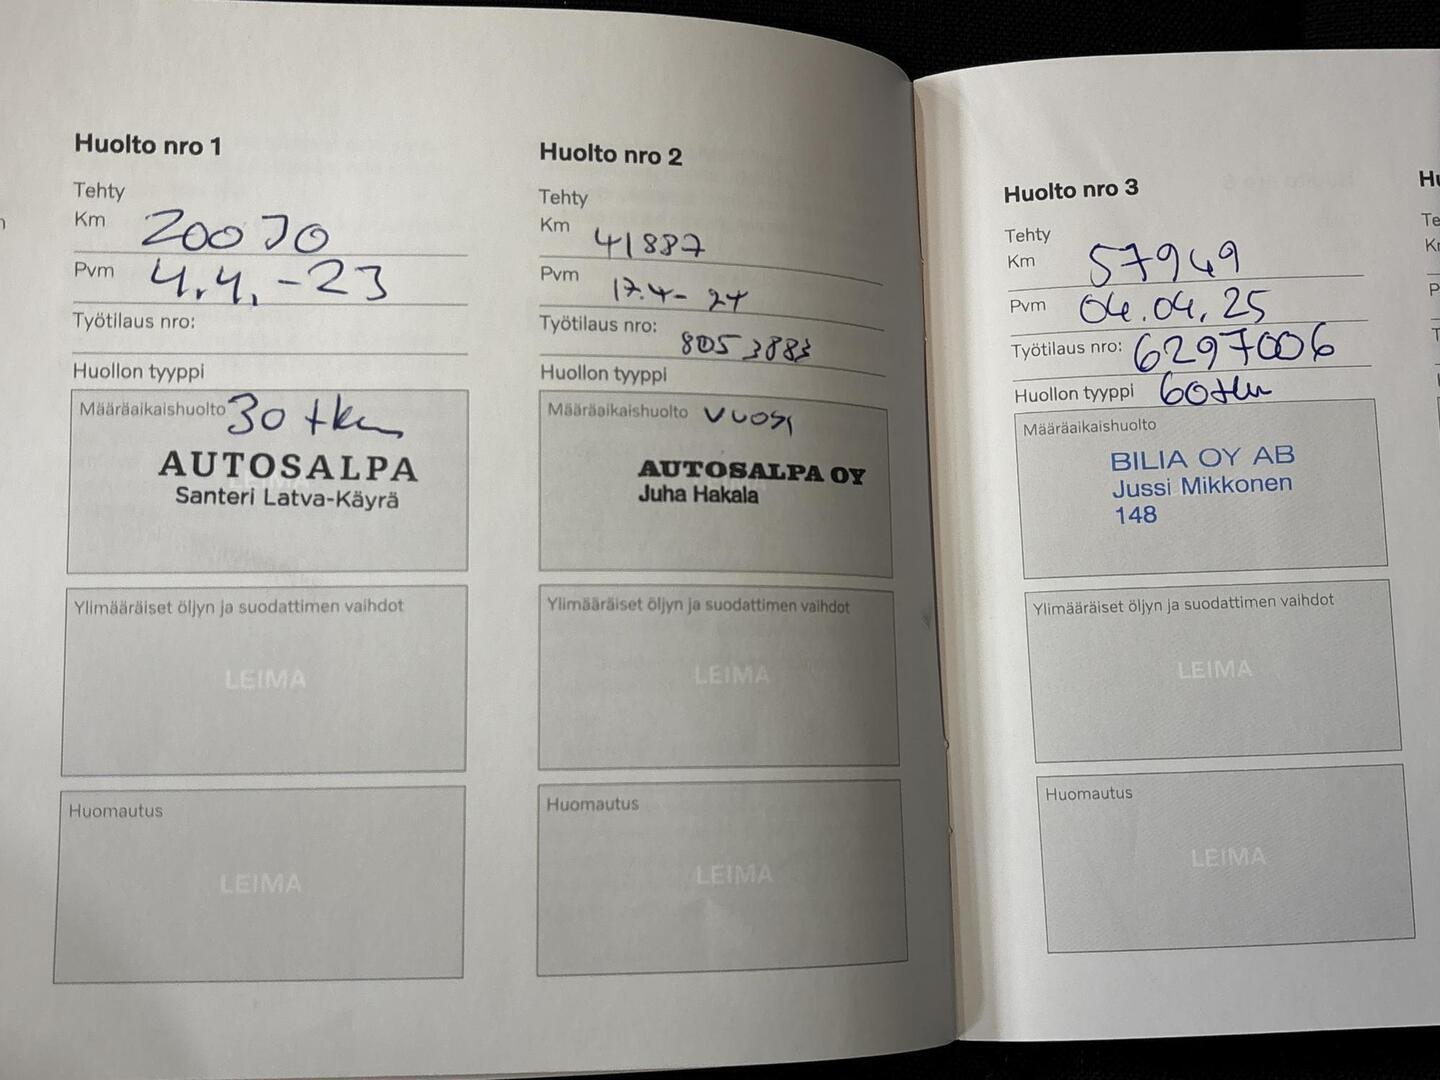 Huolto nro 1
Tehty
Km 20070
Pvm 4.4.-23
Työtilaus nro:
Huollon tyyppi
Määräaikaishuolto 30 tkm
AUTOSALPA
Santeri Latva-Käyrä
Ylimääräiset öljyn ja suodattimen vaihdot
LEIMA
Huomautus
LEIMA
Huolto nro 2
Tehty
Km 41887
Pvm 17.4-24
Työtilaus nro: 8053883
Huollon tyyppi
Määräaikaishuolto vuosi
AUTOSALPA OY
Juha Hakala
Ylimääräiset öljyn ja suodattimen vaihdot
LEIMA
Huomautus
LEIMA
Huolto nro 3
Tehty
Km 57949
Pvm 04.04.25
Työtilaus nro: 6297006
Huollon tyyppi 60tkm
Määräaikaishuolto
BILIA OY AB
Jussi Mikkonen
148
Ylimääräiset öljyn ja suodattimen vaihdot
LEIMA
Huomautus
LEIMA